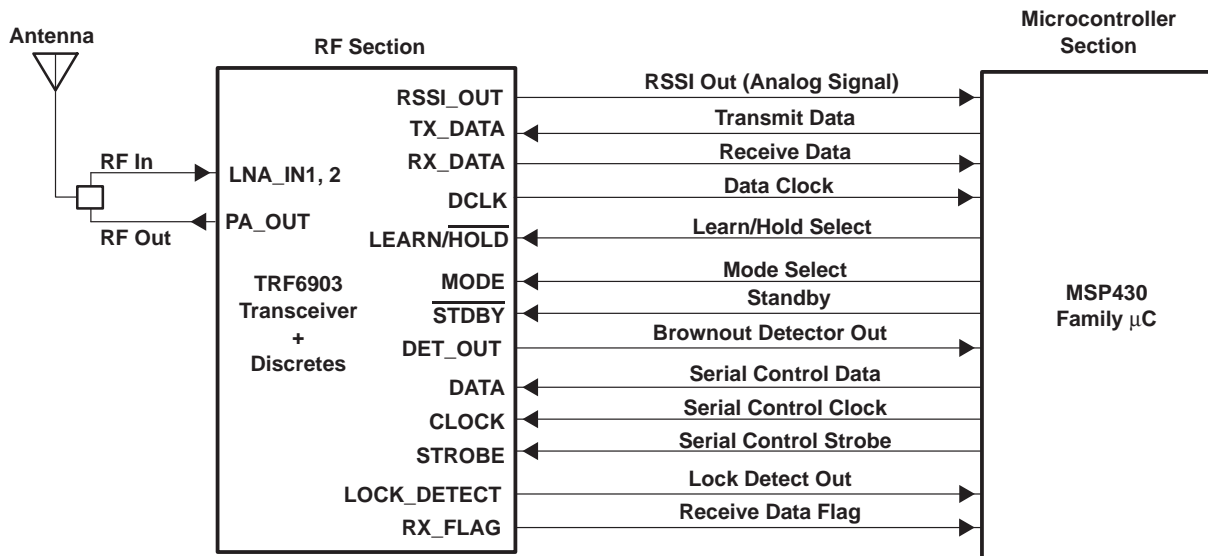 Antenna
RF Section
Microcontroller
Section
RSSI_OUT
RSSI Out (Analog Signal)
TX_DATA
Transmit Data
RF In
LNA_IN1, 2
RX_DATA
Receive Data
DCLK
Data Clock
RF Out
PA_OUT
LEARN/H̅O̅L̅D̅
Learn/Hold Select
MODE
Mode Select
TRF6903
Transceiver
+
Discretes
S̅T̅D̅B̅Y̅
Standby
DET_OUT
Brownout Detector Out
MSP430
Family μC
DATA
Serial Control Data
CLOCK
Serial Control Clock
STROBE
Serial Control Strobe
LOCK_DETECT
Lock Detect Out
RX_FLAG
Receive Data Flag